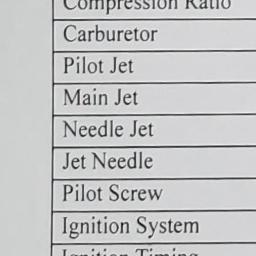 Compression Ratio
Carburetor
Pilot Jet
Main Jet
Needle Jet
Jet Needle
Pilot Screw
Ignition System
Ignition Timing